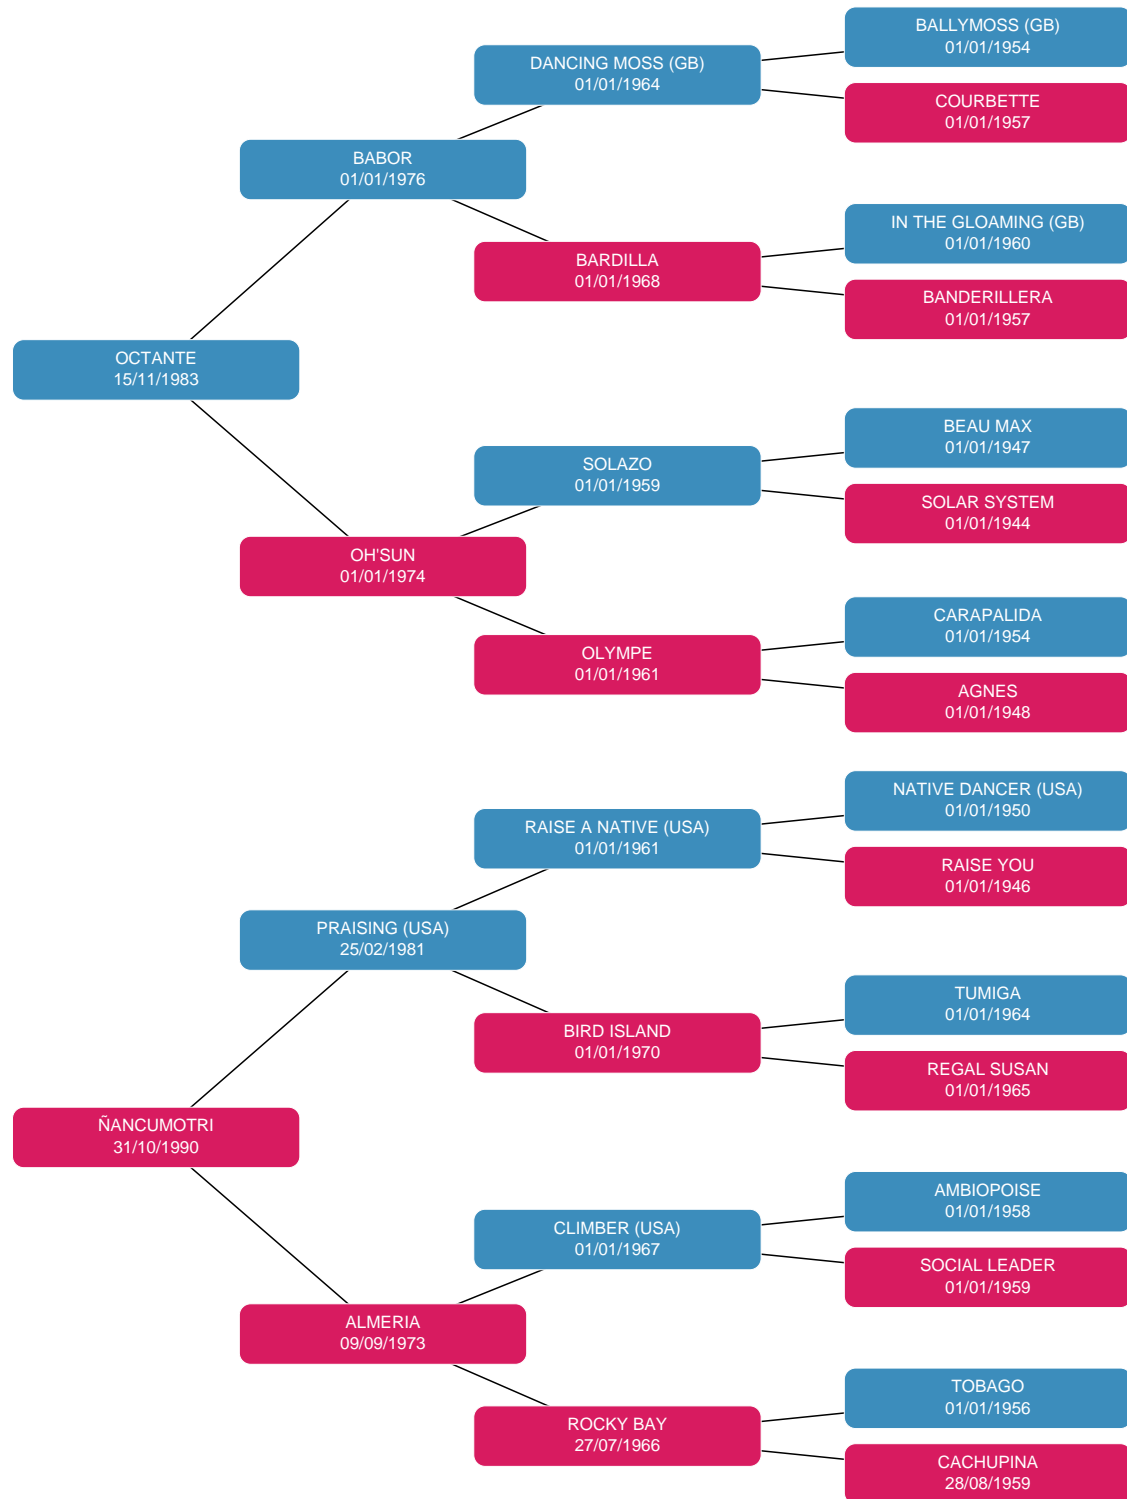 BALLYMOSS (GB)
01/01/1954
DANCING MOSS (GB)
01/01/1964
COURBETTE
01/01/1957
BABOR
01/01/1976
IN THE GLOAMING (GB)
01/01/1960
BARDILLA
01/01/1968
BANDERILLERA
01/01/1957
OCTANTE
15/11/1983
BEAU MAX
01/01/1947
SOLAZO
01/01/1959
SOLAR SYSTEM
01/01/1944
OH'SUN
01/01/1974
CARAPALIDA
01/01/1954
OLYMPE
01/01/1961
AGNES
01/01/1948
NATIVE DANCER (USA)
01/01/1950
RAISE A NATIVE (USA)
01/01/1961
RAISE YOU
01/01/1946
PRAISING (USA)
25/02/1981
TUMIGA
01/01/1964
BIRD ISLAND
01/01/1970
REGAL SUSAN
01/01/1965
ÑANCUMOTRI
31/10/1990
AMBIOPOISE
01/01/1958
CLIMBER (USA)
01/01/1967
SOCIAL LEADER
01/01/1959
ALMERIA
09/09/1973
TOBAGO
01/01/1956
ROCKY BAY
27/07/1966
CACHUPINA
28/08/1959